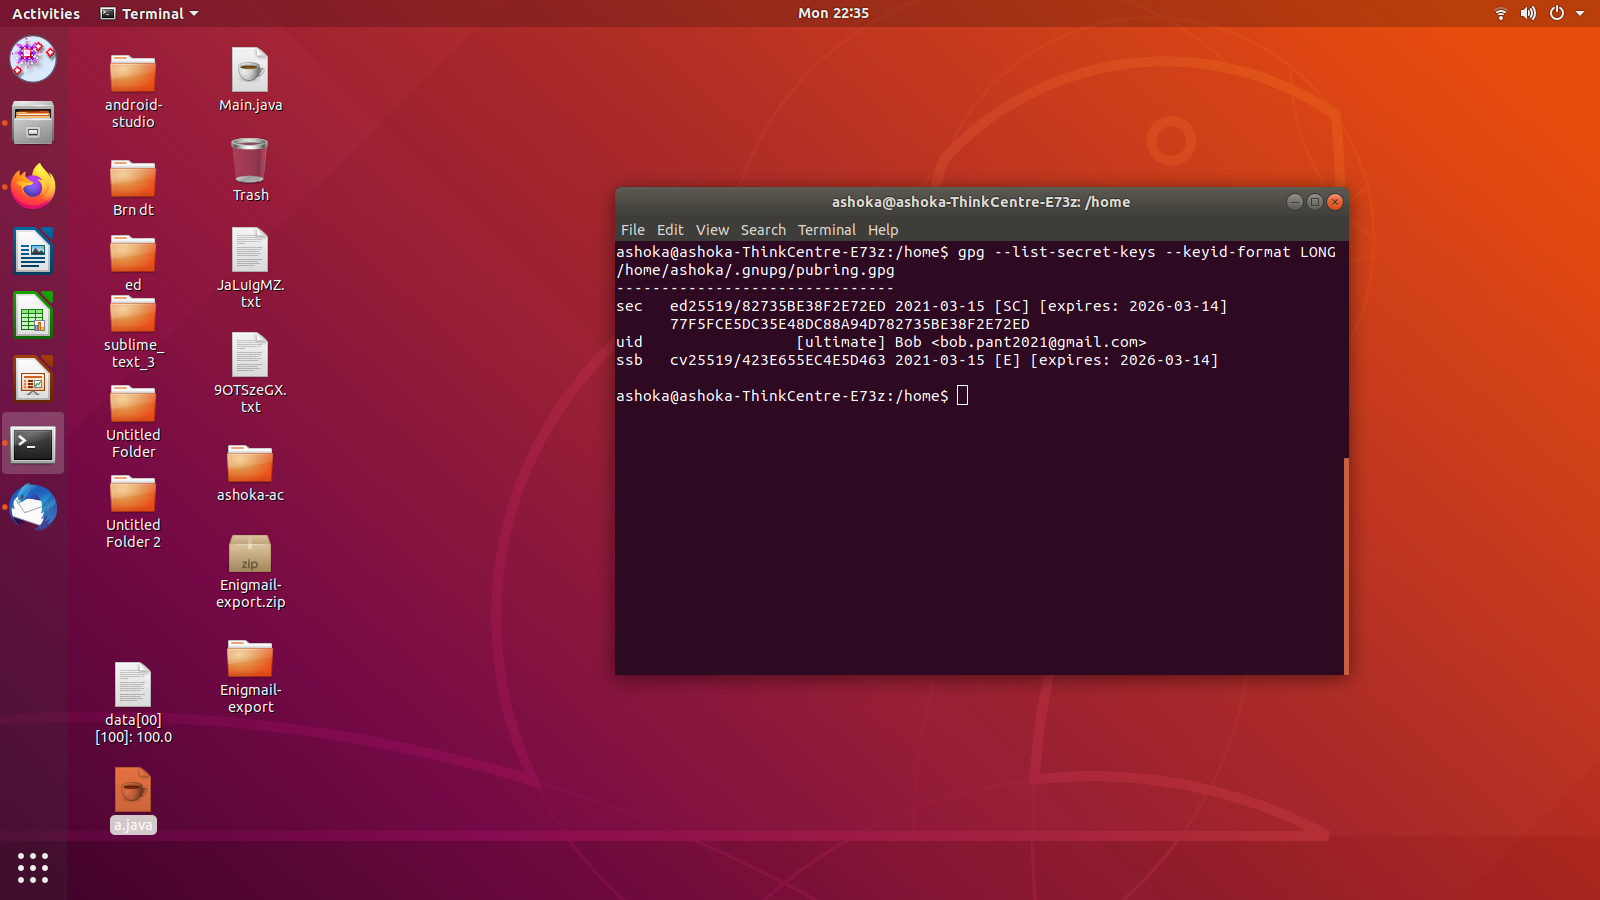 Activities
Terminal
Mon 22:35
android-
studio
Brn dt
ed
sublime_
text_3
Untitled
Folder
Untitled
Folder 2
data[00]
[100]: 100.0
a.java
Main.java
Trash
JaLuIgMZ.
txt
9OTSzeGX.
txt
ashoka-ac
zip
Enigmail-
export.zip
Enigmail-
export
ashoka@ashoka-ThinkCentre-E73z: /home
File Edit View Search Terminal Help
ashoka@ashoka-ThinkCentre-E73z:/home$ gpg --list-secret-keys --keyid-format LONG
/home/ashoka/.gnupg/pubring.gpg
-------------------------------
sec   ed25519/82735BE38F2E72ED 2021-03-15 [SC] [expires: 2026-03-14]
      77F5FCE5DC35E48DC88A94D782735BE38F2E72ED
uid                 [ultimate] Bob <bob.pant2021@gmail.com>
ssb   cv25519/423E655EC4E5D463 2021-03-15 [E] [expires: 2026-03-14]
ashoka@ashoka-ThinkCentre-E73z:/home$